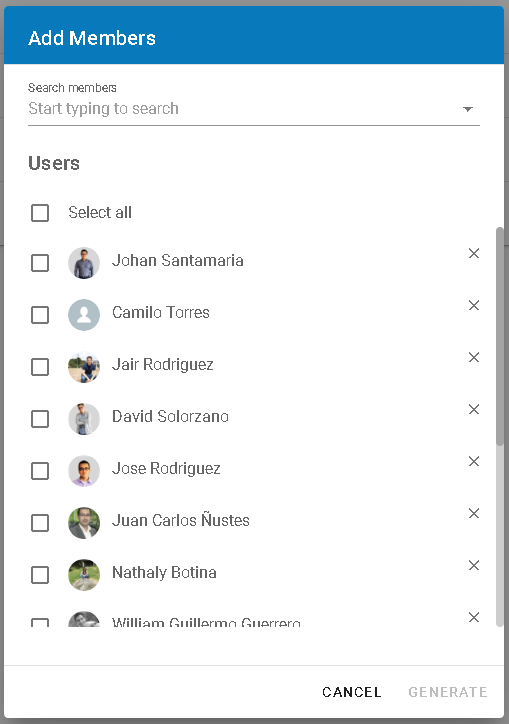 Add Members
Search members
Start typing to search
Users
Select all
Johan Santamaria
Camilo Torres
Jair Rodriguez
David Solorzano
Jose Rodriguez
Juan Carlos Ñustes
Nathaly Botina
William Guillermo Guerrero
CANCEL GENERATE